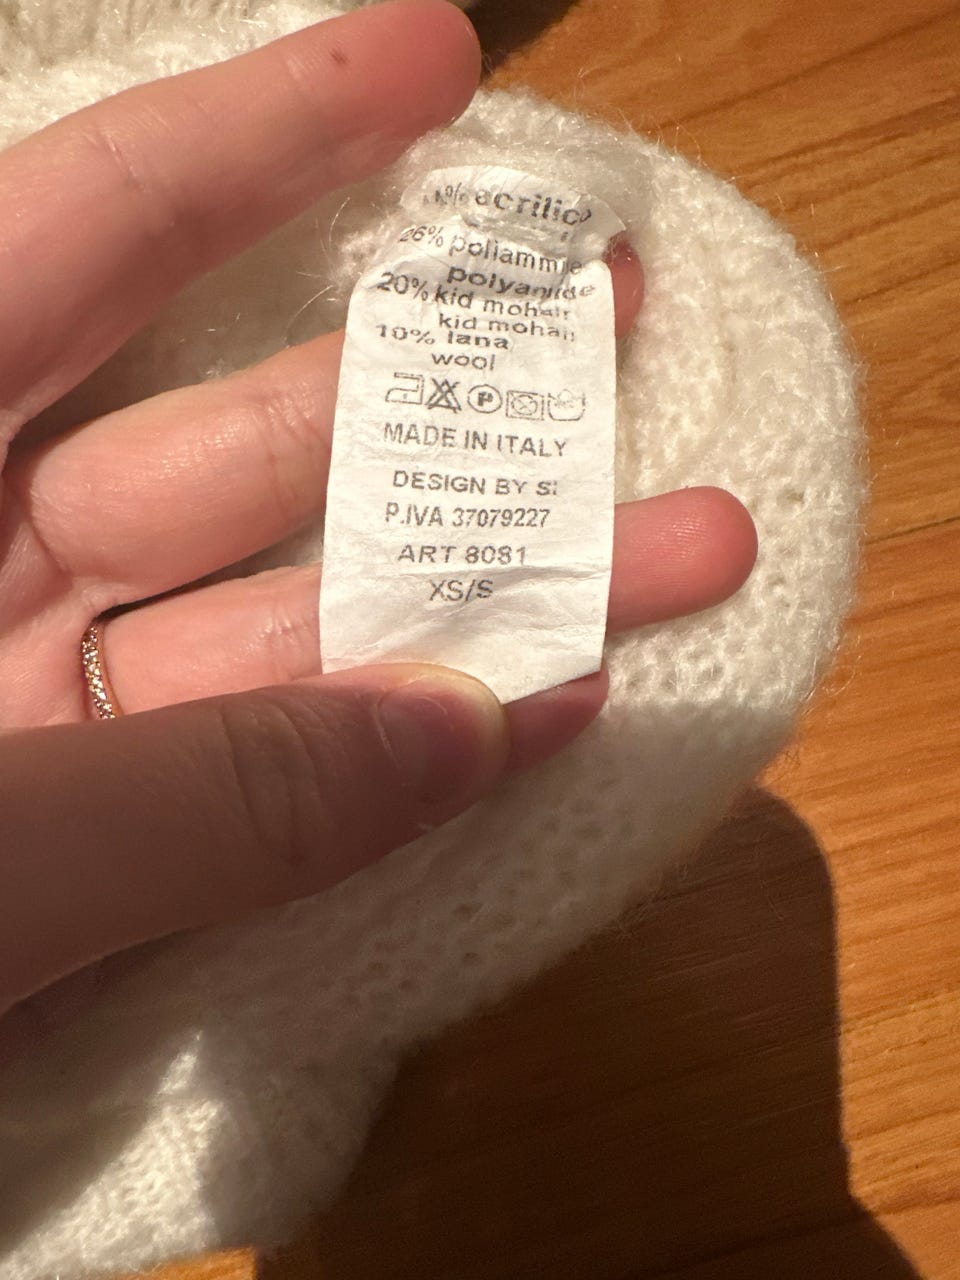 acrilico
26% poliammide
polyamide
20% kid mohair
kid mohair
10% lana
wool
P
MADE IN ITALY
DESIGN BY SI
P.IVA 37079227
ART 8081
XS/S